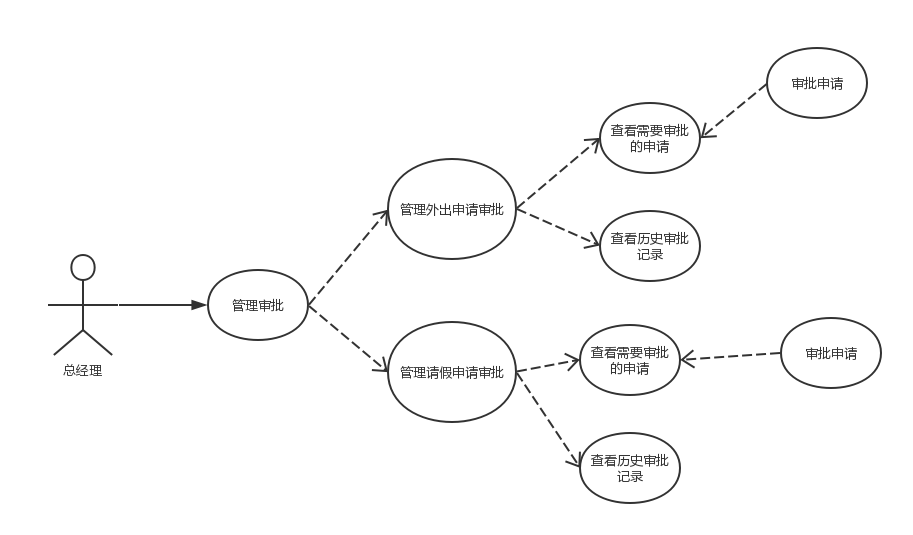 审批申请
查看需要审批
的申请
管理外出申请审批
查看历史审批
记录
管理审批
总经理
查看需要审批
的申请
审批申请
管理请假申请审批
查看历史审批
记录